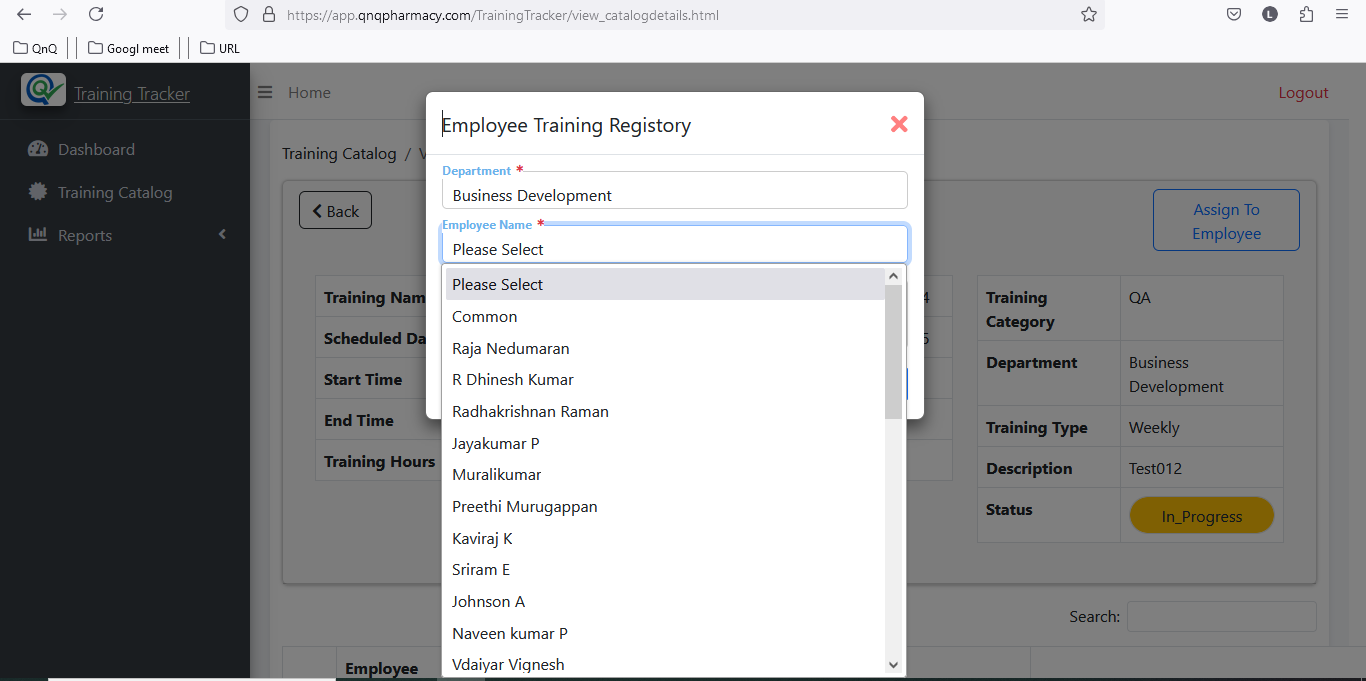 https://app.qnqpharmacy.com/TrainingTracker/view_catalogdetails.html
L
QnQ
Googl meet
URL
Training Tracker
Home
Logout
Dashboard
Training Catalog
Reports
Training Catalog /
Back
Assign To
Employee
Employee Training Registory
Department *
Business Development
Employee Name *
Please Select
Please Select
Common
Raja Nedumaran
R Dhinesh Kumar
Radhakrishnan Raman
Jayakumar P
Muralikumar
Preethi Murugappan
Kaviraj K
Sriram E
Johnson A
Naveen kumar P
Vdaiyar Vignesh
Training Nam
4
Scheduled Da
5
Start Time
End Time
Training Hours
Training
Category
QA
Department
Business
Development
Training Type
Weekly
Description
Test012
Status
In_Progress
Search:
Employee